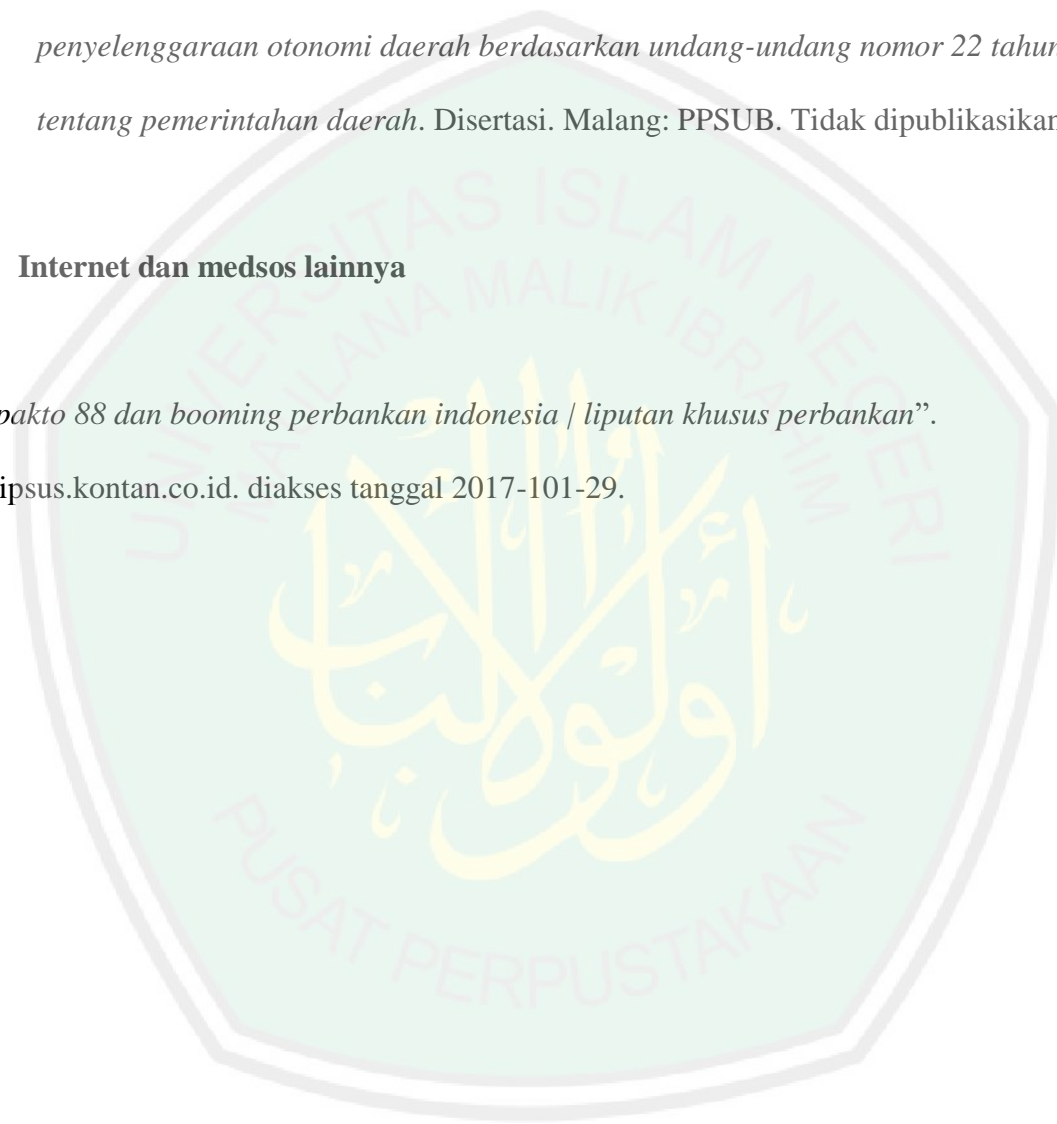 penyelenggaraan otonomi daerah berdasarkan undang-undang nomor 22 tahun
tentang pemerintahan daerah. Disertasi. Malang: PPSUB. Tidak dipublikasikan
UNIVERSITAS ISLAM NEGERI
MAULANA MALIK IBRAHIM
Internet dan medsos lainnya
pakto 88 dan booming perbankan indonesia | liputan khusus perbankan”.
ipsus.kontan.co.id. diakses tanggal 2017-101-29.
أولوا الألباب
PUSAT PERPUSTAKAAN